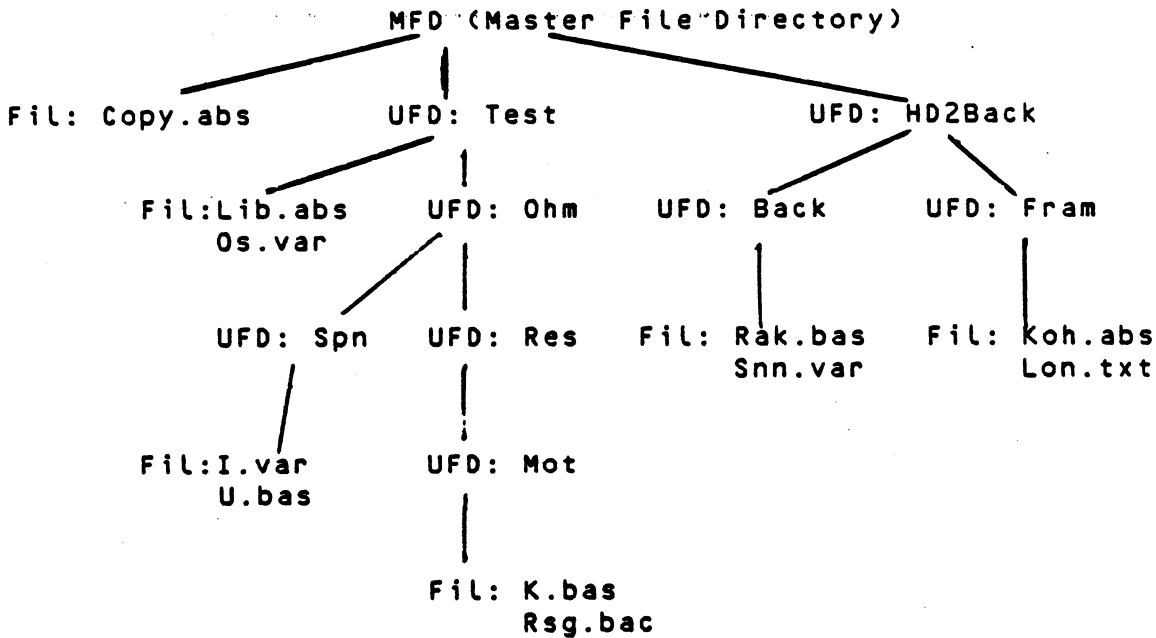 MFD (Master File Directory)
Fil: Copy.abs UFD: Test UFD: HD2Back
Fil:Lib.abs UFD: Ohm UFD: Back UFD: Fram
Os.var
UFD: Spn UFD: Res Fil: Rak.bas Fil: Koh.abs
Snn.var Lon.txt
Fil:I.var UFD: Mot
U.bas
Fil: K.bas
Rsg.bac